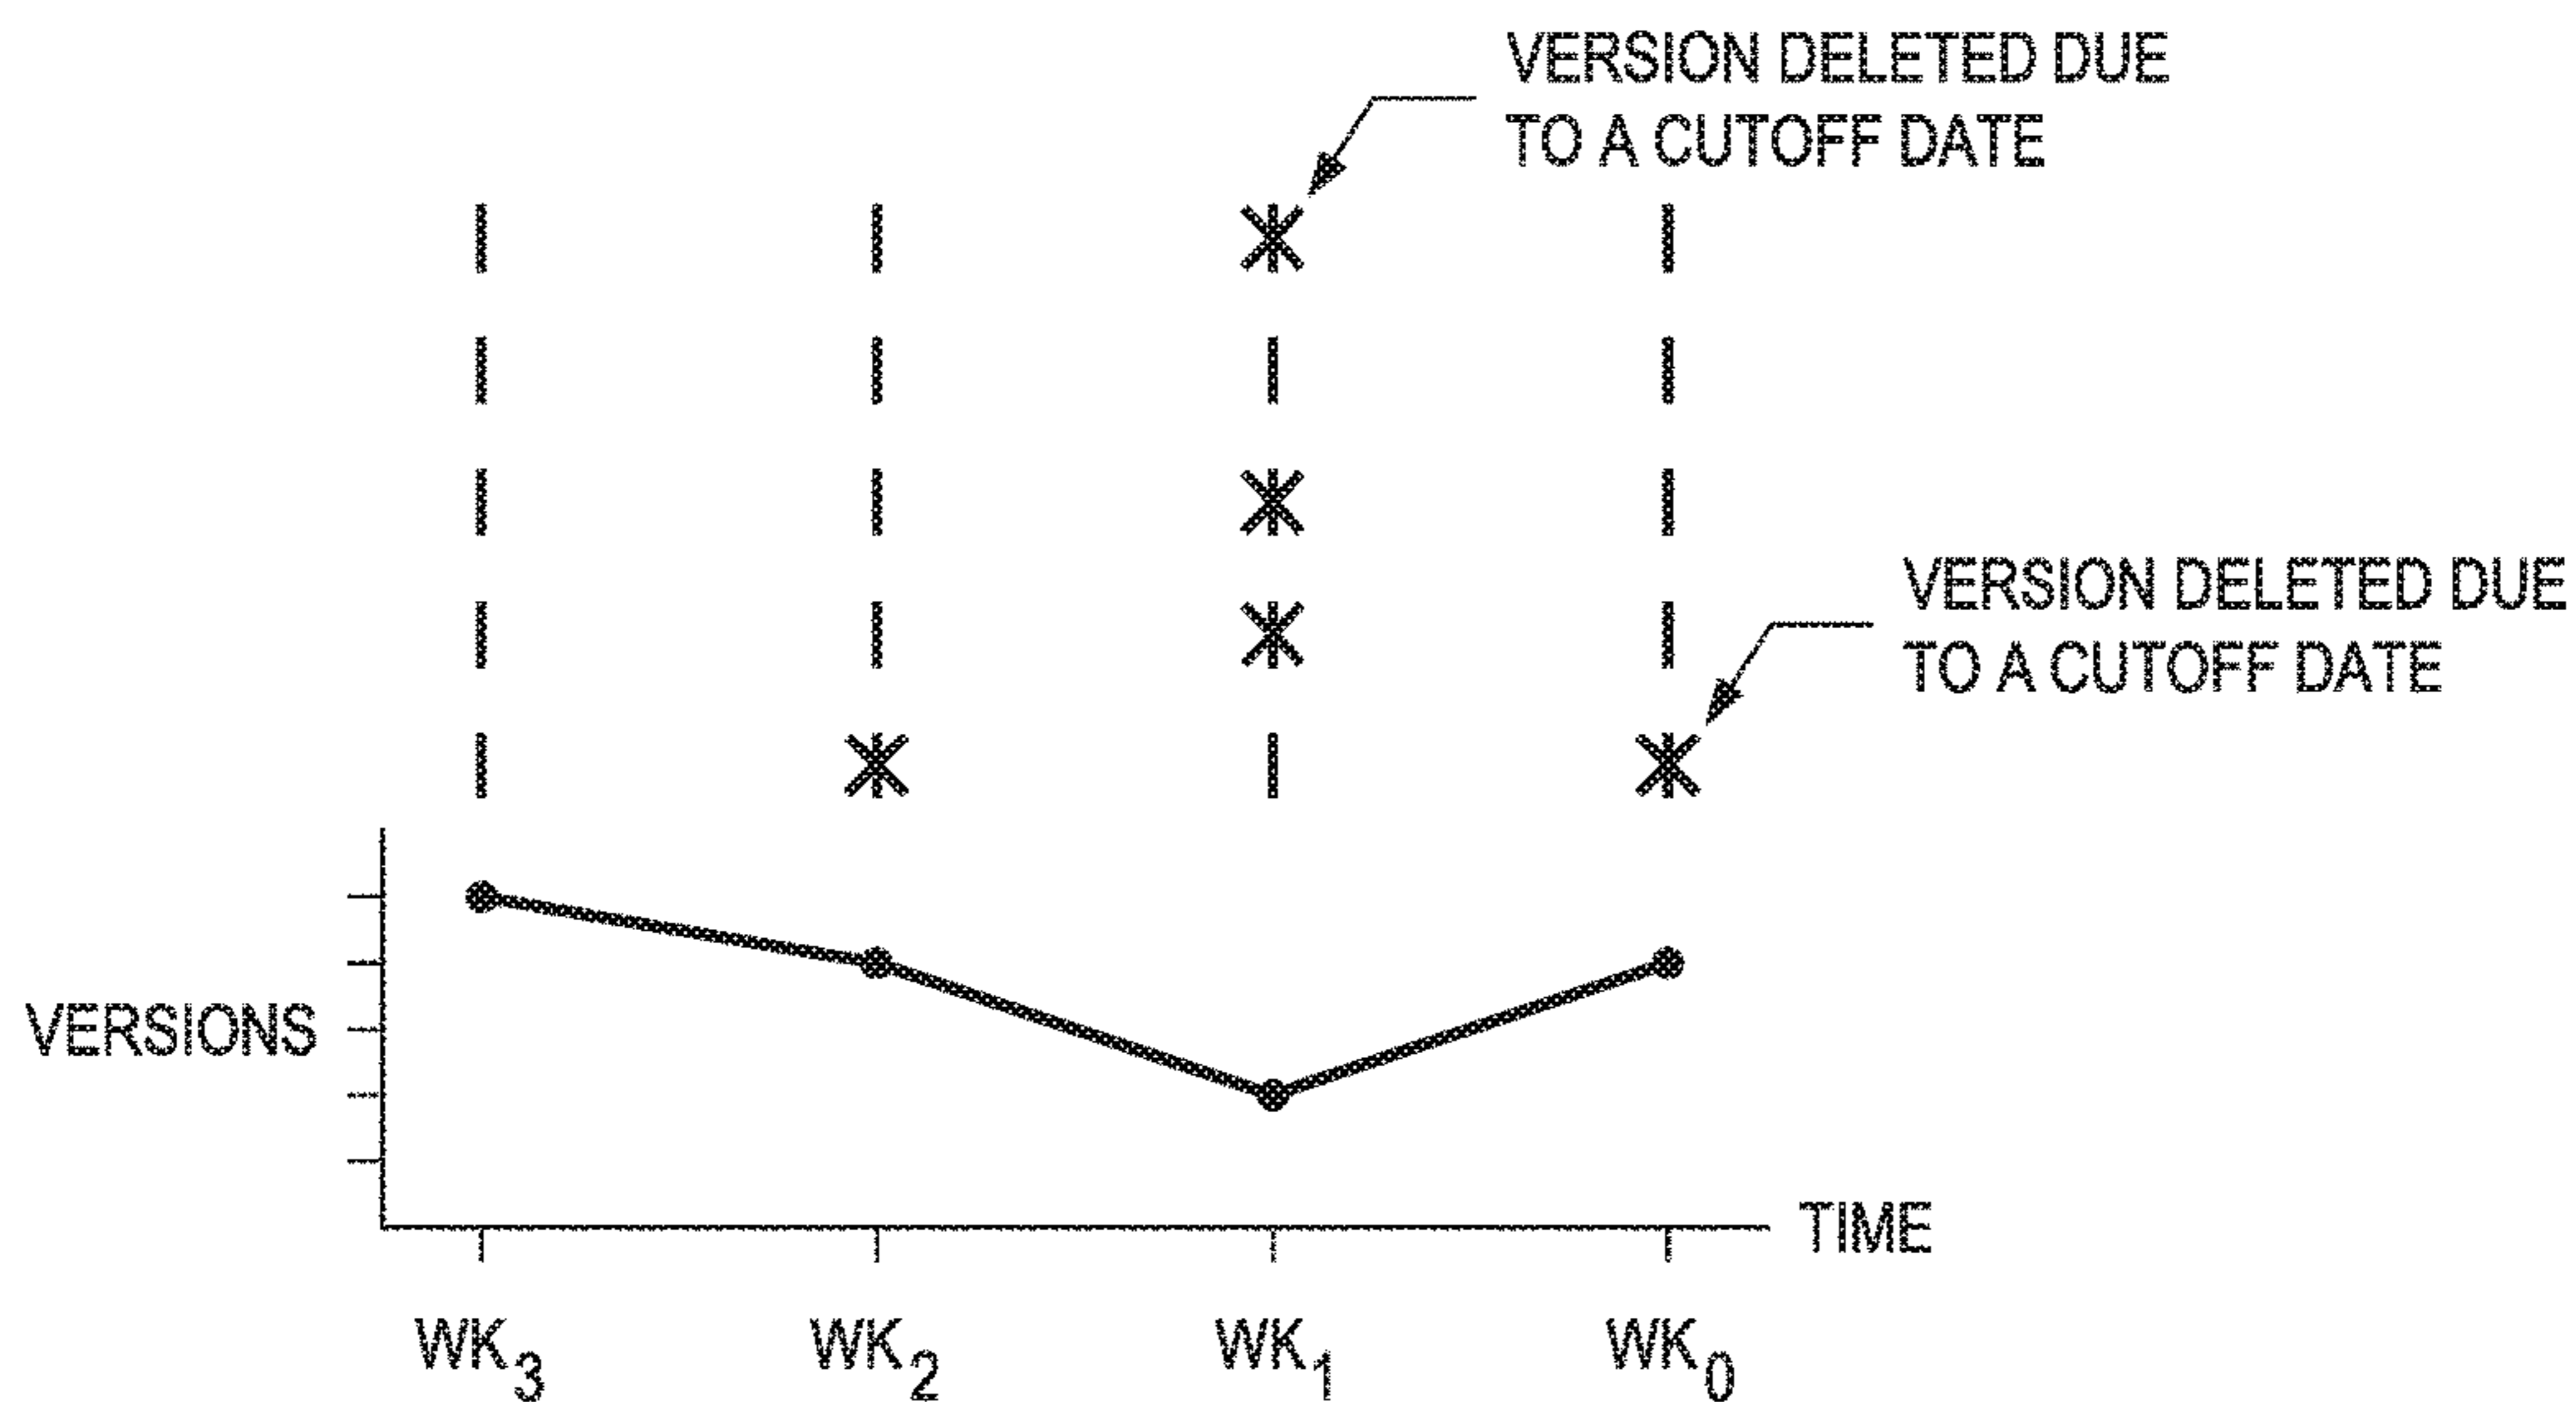 VERSION DELETED DUE
TO A CUTOFF DATE
VERSION DELETED DUE
TO A CUTOFF DATE
VERSIONS
TIME
WK3 WK2 WK1 WK0